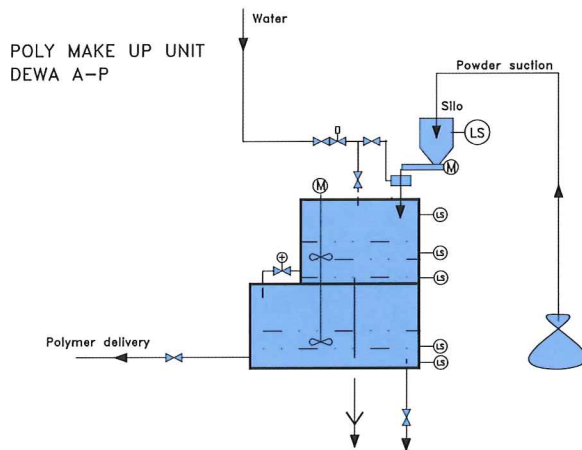 Water
POLY MAKE UP UNIT
DEWA A-P
Powder suction
Silo
LS
M
M
LS
LS
LS
Polymer delivery
LS
LS